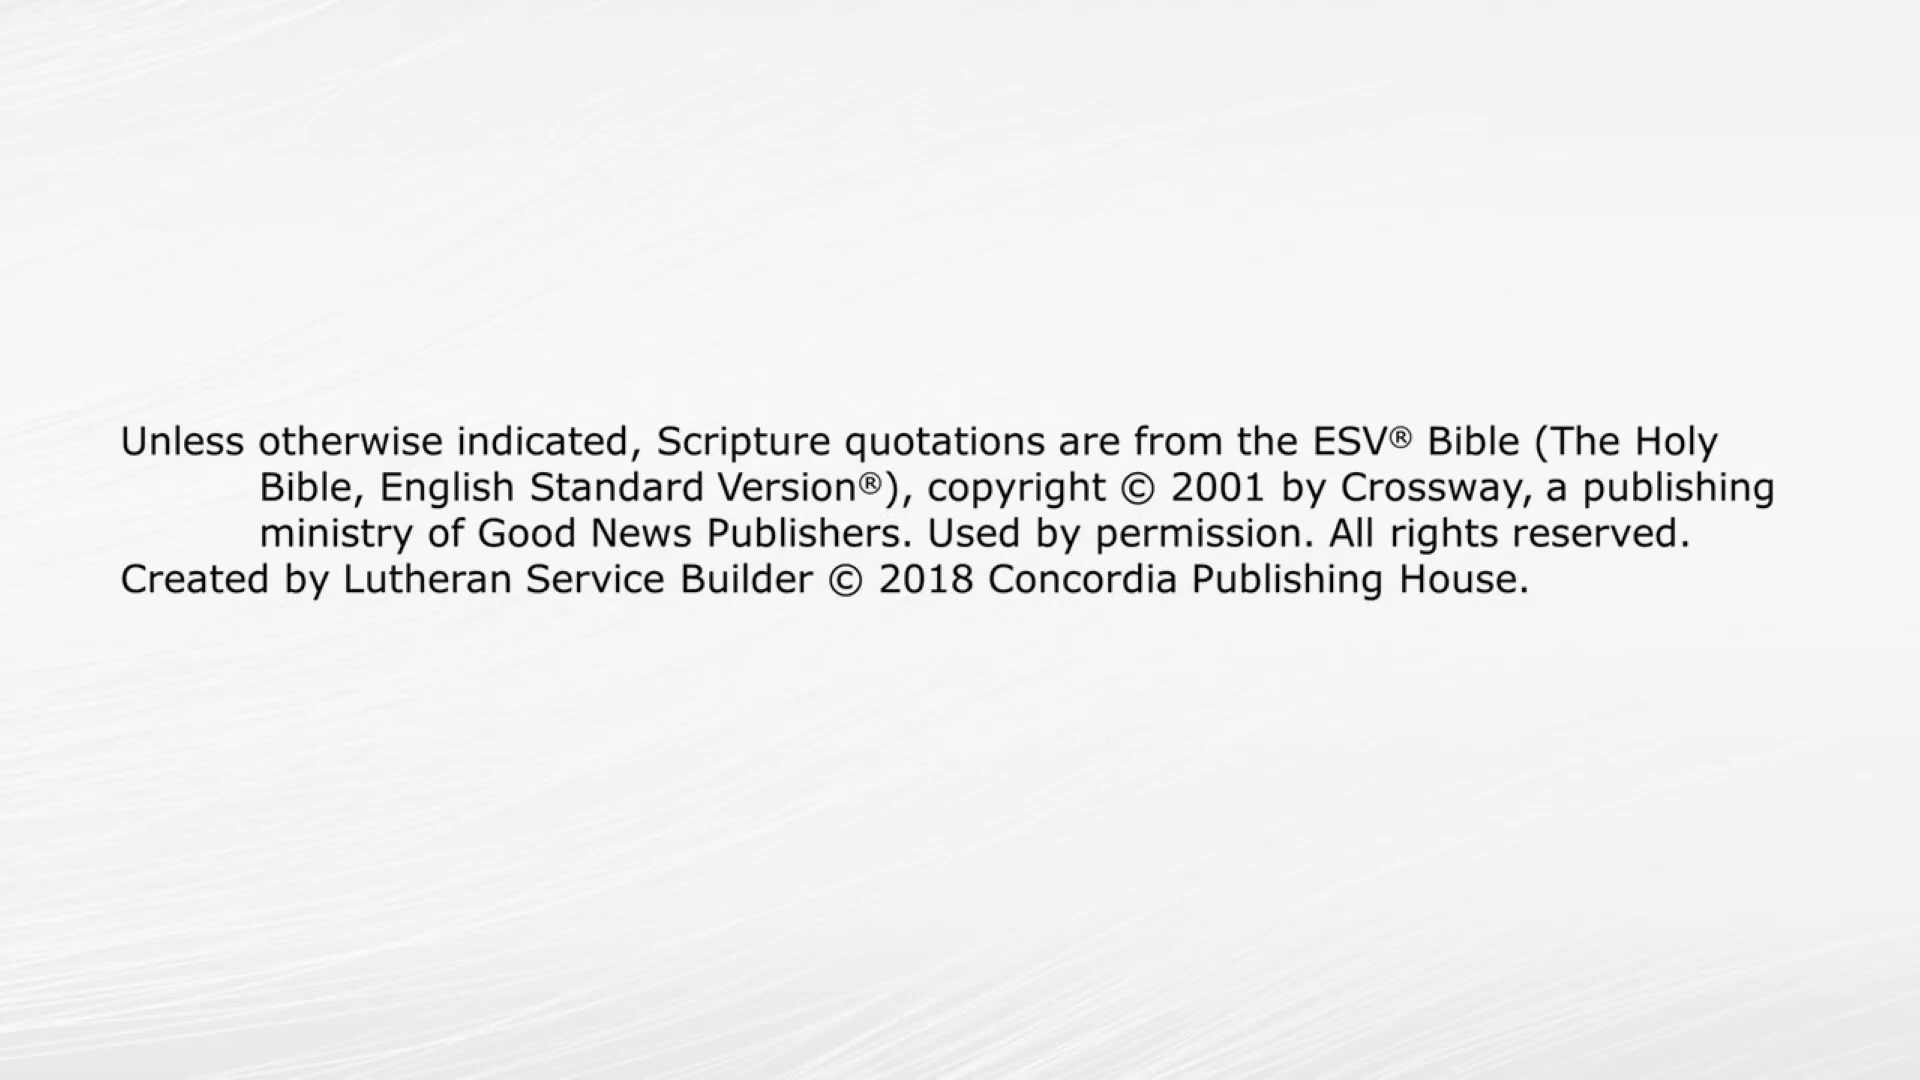 Unless otherwise indicated, Scripture quotations are from the ESV® Bible (The Holy
Bible, English Standard Version®), copyright © 2001 by Crossway, a publishing
ministry of Good News Publishers. Used by permission. All rights reserved.
Created by Lutheran Service Builder © 2018 Concordia Publishing House.